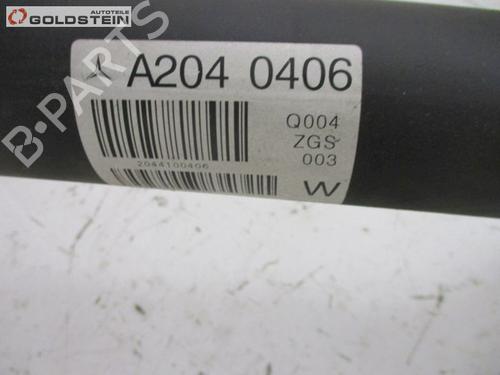 AUTOTEILE
GOLDSTEIN
B-PARTS
A204 0406
Q004
ZGS
003
2044100406
W